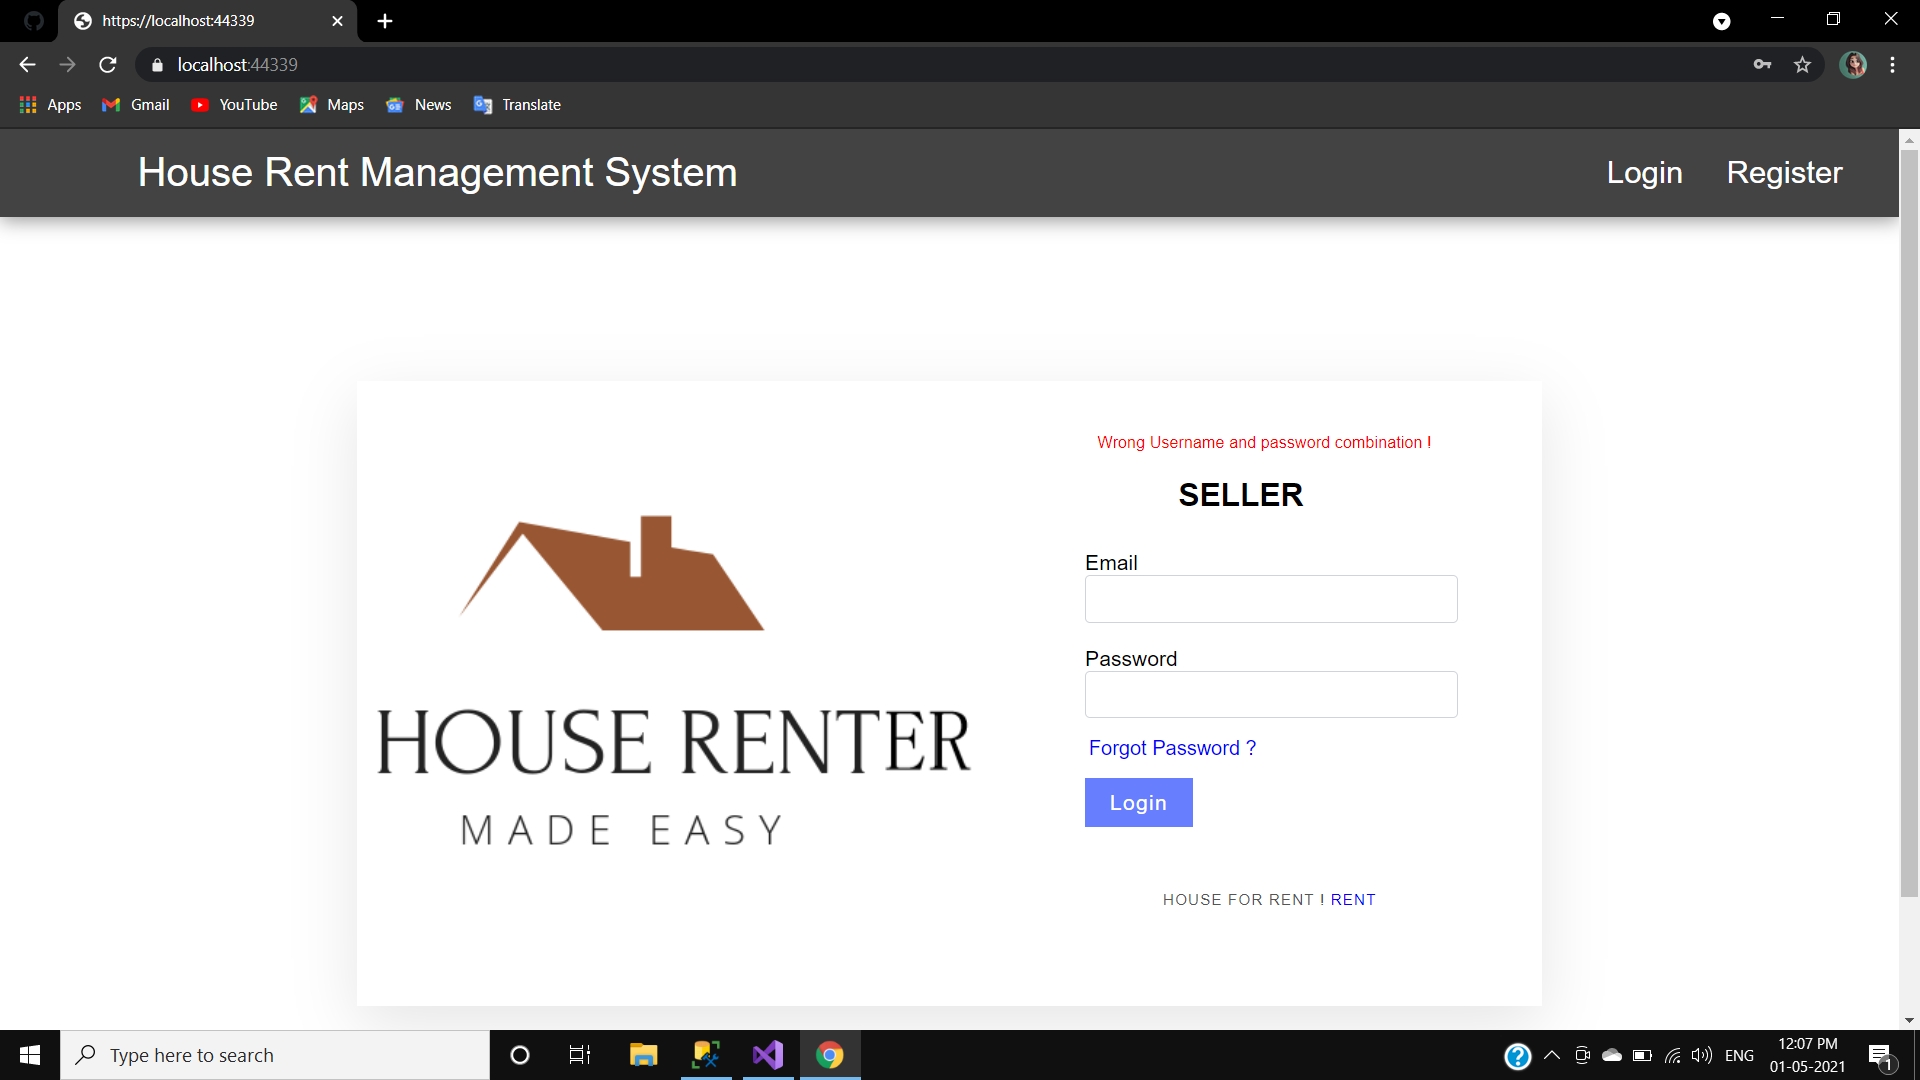 https://localhost:44339
localhost:44339
Apps Gmail YouTube Maps News Translate
House Rent Management System Login Register
Wrong Username and password combination !
SELLER
Email
Password
Forgot Password ?
Login
HOUSE FOR RENT ! RENT
HOUSE RENTER
MADE EASY
Type here to search
ENG
12:07 PM
01-05-2021
1